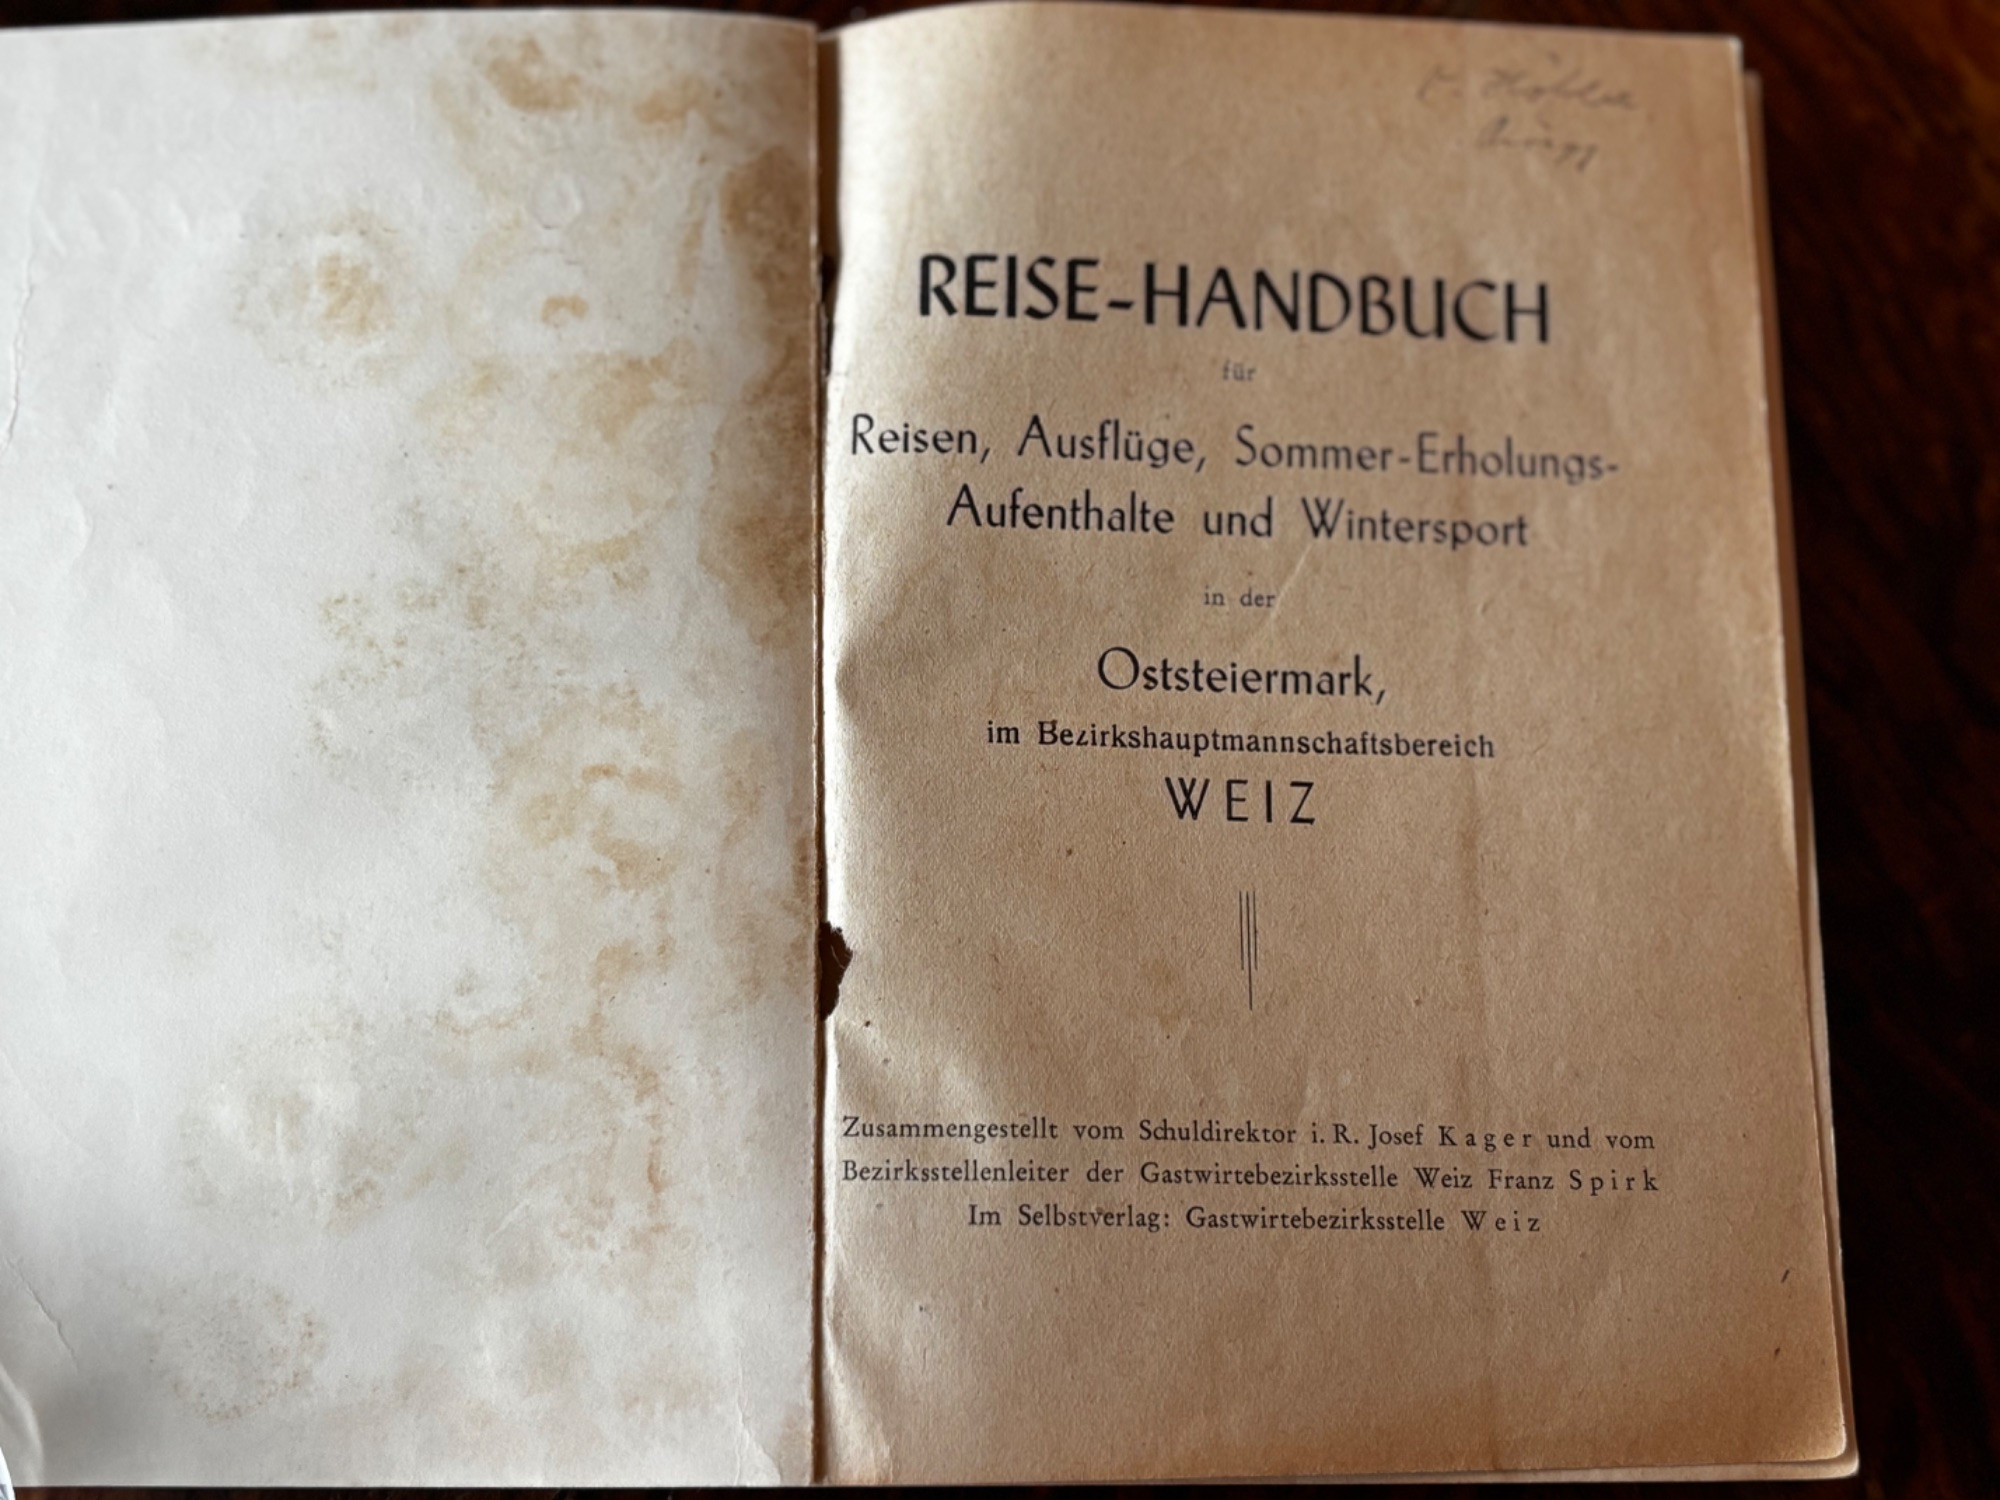 REISE-HANDBUCH
für
Reisen, Ausflüge, Sommer-Erholungs-
Aufenthalte und Wintersport
in der
Oststeiermark,
im Bezirkshauptmannschaftsbereich
WEIZ
Zusammengestellt vom Schuldirektor i. R. Josef Kager und vom
Bezirksstellenleiter der Gastwirtebezirksstelle Weiz Franz Spirk
Im Selbstverlag: Gastwirtebezirksstelle Weiz